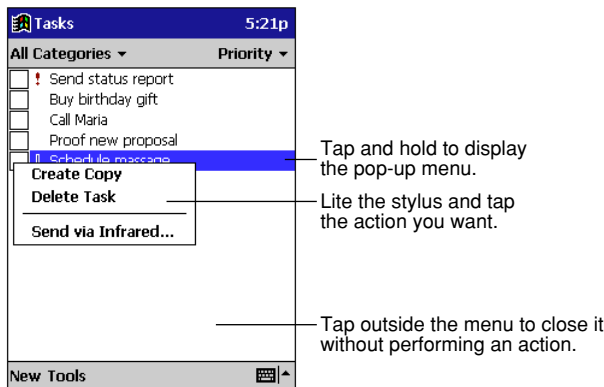 Tasks 5:21p
All Categories Priority
! Send status report
Buy birthday gift
Call Maria
Proof new proposal
! Schedule massage
Create Copy
Delete Task
Send via Infrared...
Tap and hold to display
the pop-up menu.
Lite the stylus and tap
the action you want.
Tap outside the menu to close it
without performing an action.
New Tools